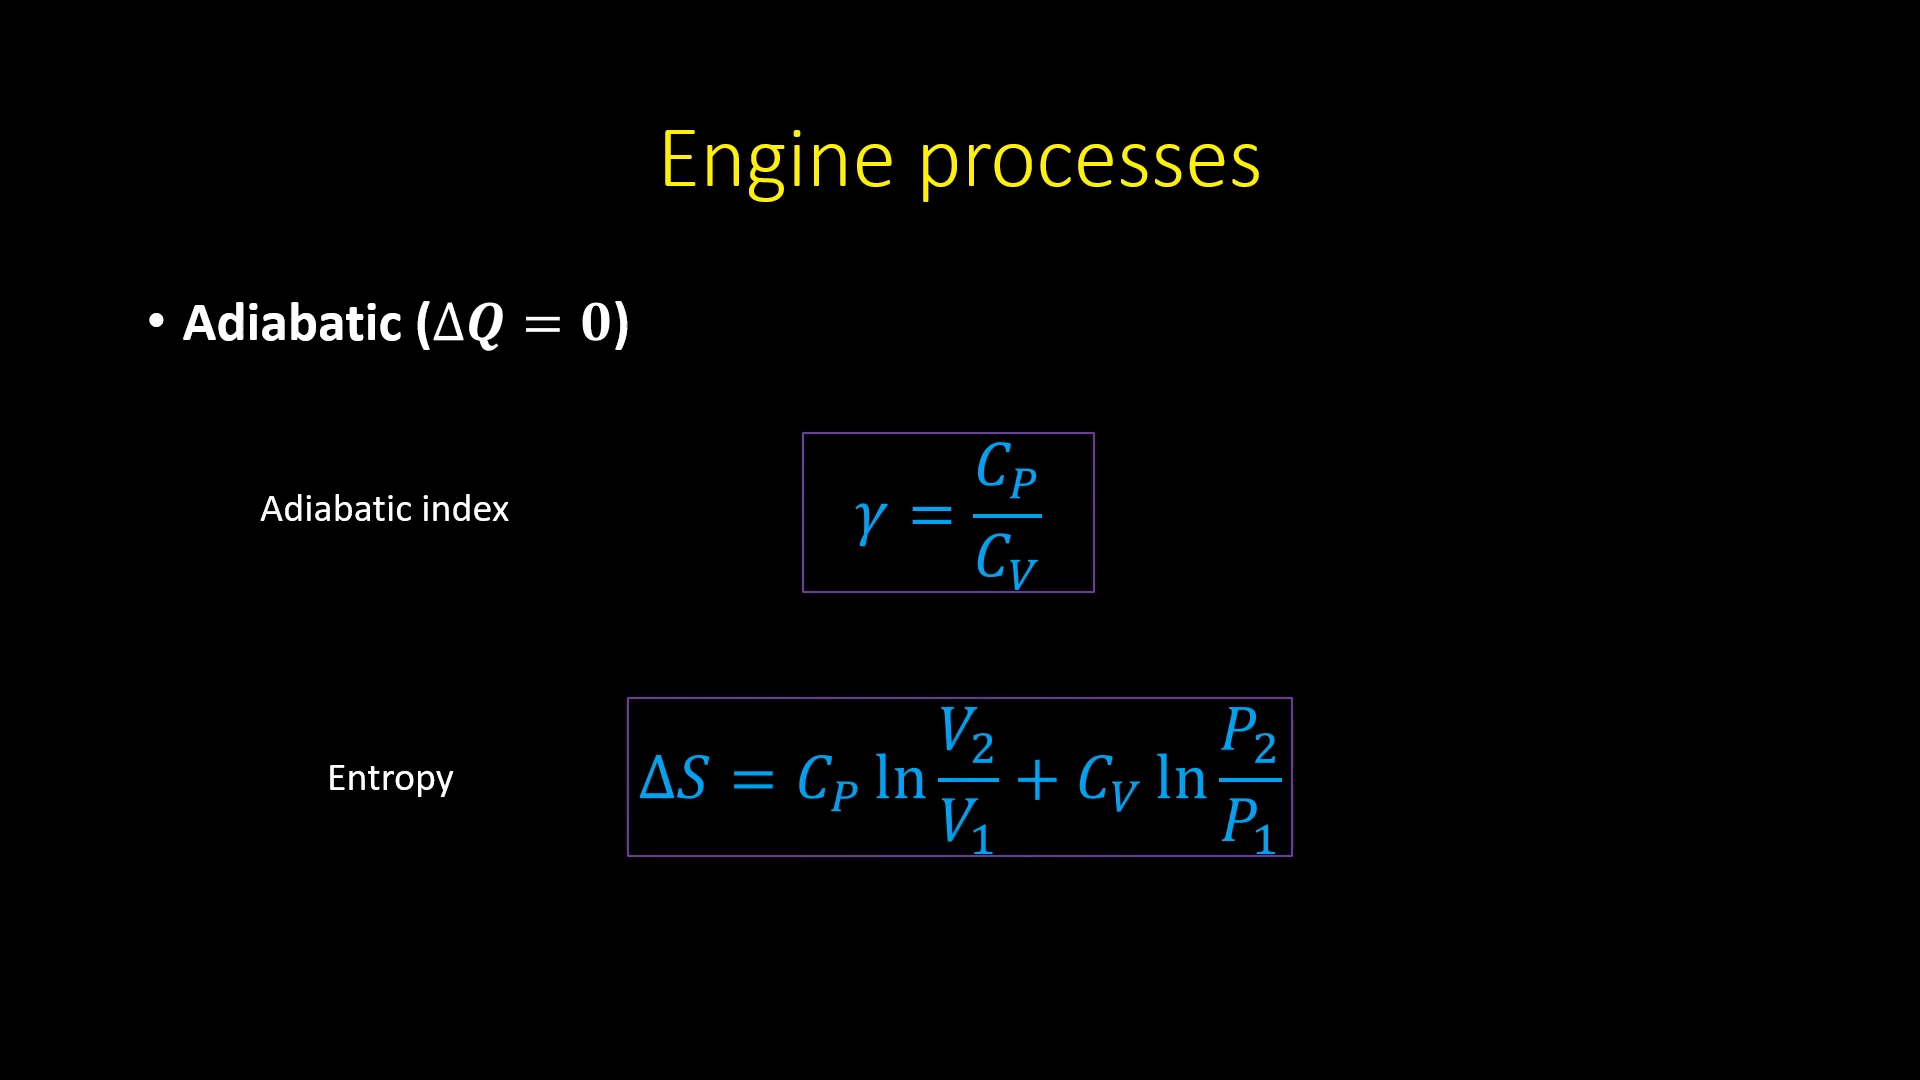 Engine processes
• Adiabatic (Δ𝑸 = 𝟎)
Adiabatic index
γ = C_P / C_V
Entropy
ΔS = C_P ln V_2 / V_1 + C_V ln P_2 / P_1